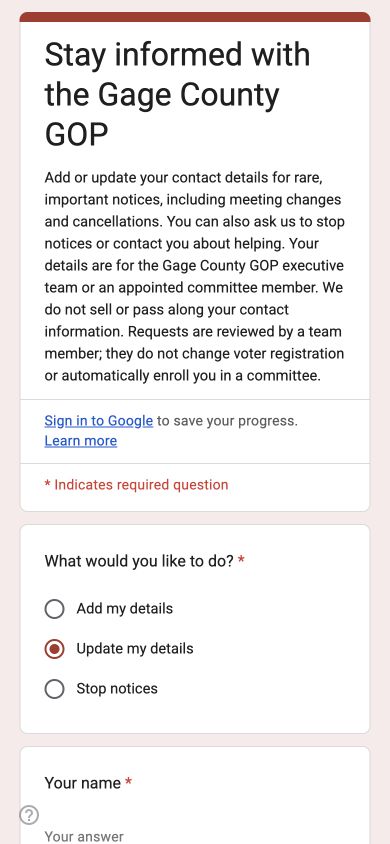 Stay informed with
the Gage County
GOP
Add or update your contact details for rare,
important notices, including meeting changes
and cancellations. You can also ask us to stop
notices or contact you about helping. Your
details are for the Gage County GOP executive
team or an appointed committee member. We
do not sell or pass along your contact
information. Requests are reviewed by a team
member; they do not change voter registration
or automatically enroll you in a committee.
Sign in to Google to save your progress.
Learn more
* Indicates required question
What would you like to do? *
Add my details
Update my details
Stop notices
Your name *
Your answer